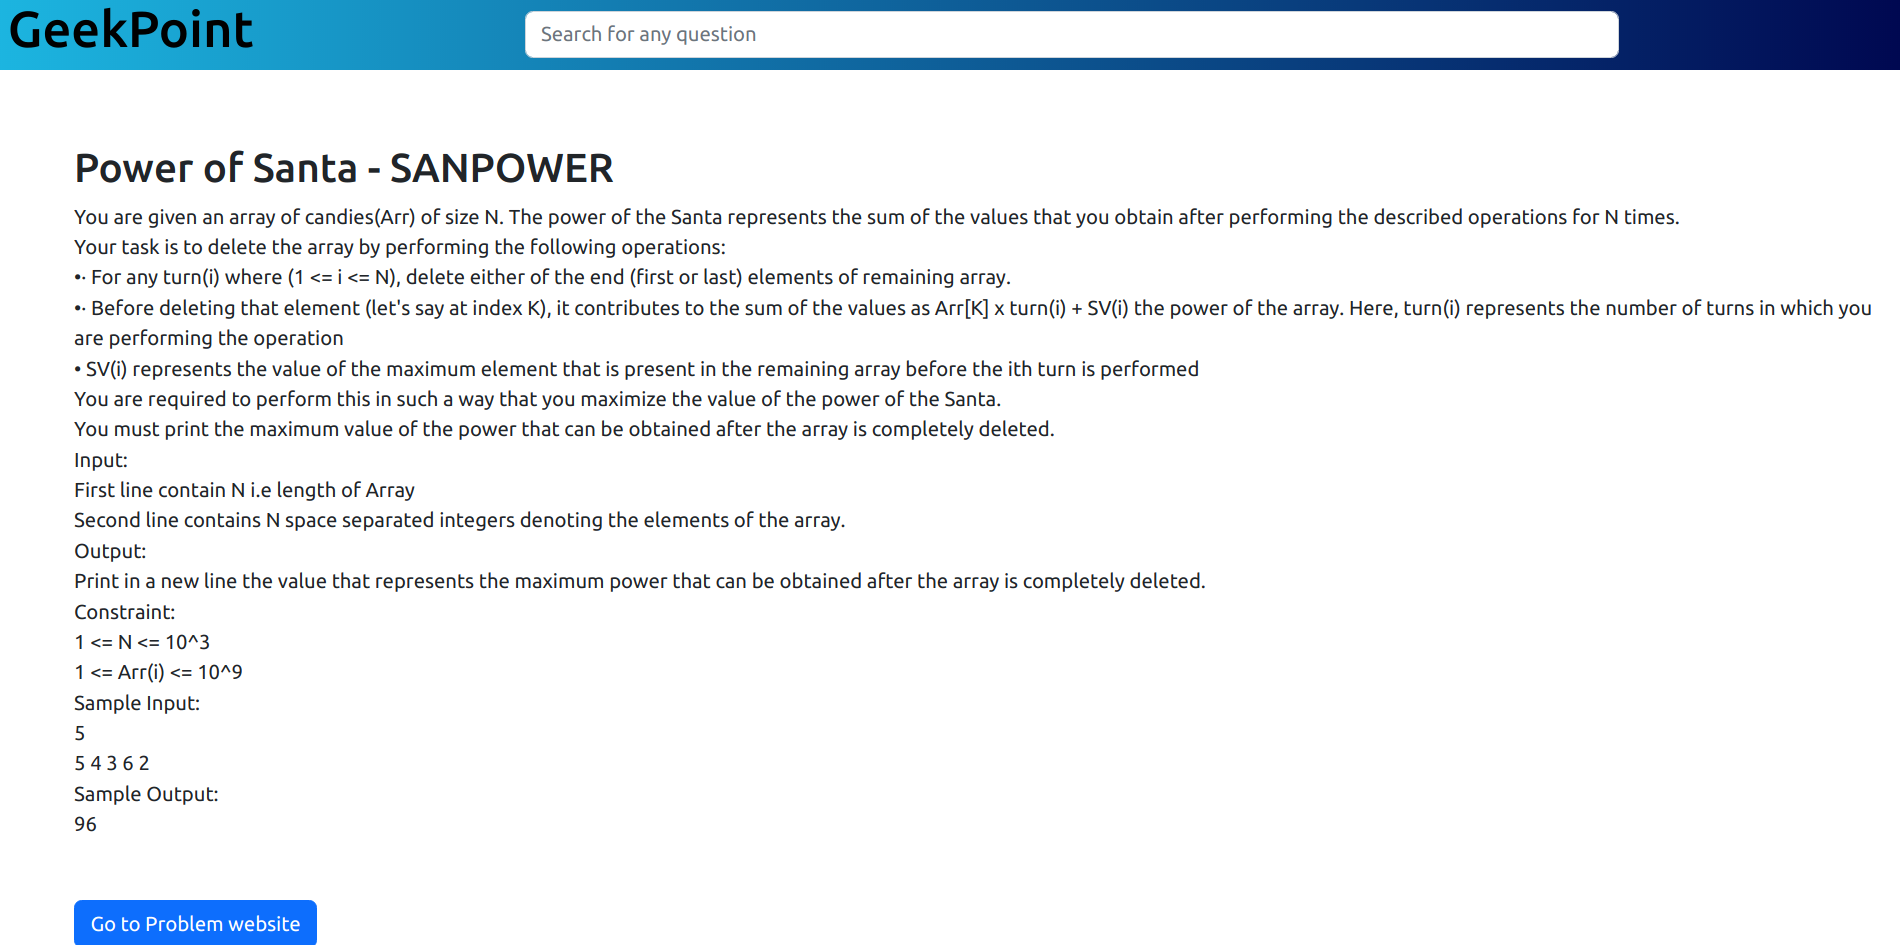 GeekPoint
Search for any question
Power of Santa - SANPOWER
You are given an array of candies(Arr) of size N. The power of the Santa represents the sum of the values that you obtain after performing the described operations for N times.
Your task is to delete the array by performing the following operations:
•· For any turn(i) where (1 <= i <= N), delete either of the end (first or last) elements of remaining array.
•· Before deleting that element (let's say at index K), it contributes to the sum of the values as Arr[K] x turn(i) + SV(i) the power of the array. Here, turn(i) represents the number of turns in which you
are performing the operation
• SV(i) represents the value of the maximum element that is present in the remaining array before the ith turn is performed
You are required to perform this in such a way that you maximize the value of the power of the Santa.
You must print the maximum value of the power that can be obtained after the array is completely deleted.
Input:
First line contain N i.e length of Array
Second line contains N space separated integers denoting the elements of the array.
Output:
Print in a new line the value that represents the maximum power that can be obtained after the array is completely deleted.
Constraint:
1 <= N <= 10^3
1 <= Arr(i) <= 10^9
Sample Input:
5
5 4 3 6 2
Sample Output:
96
Go to Problem website